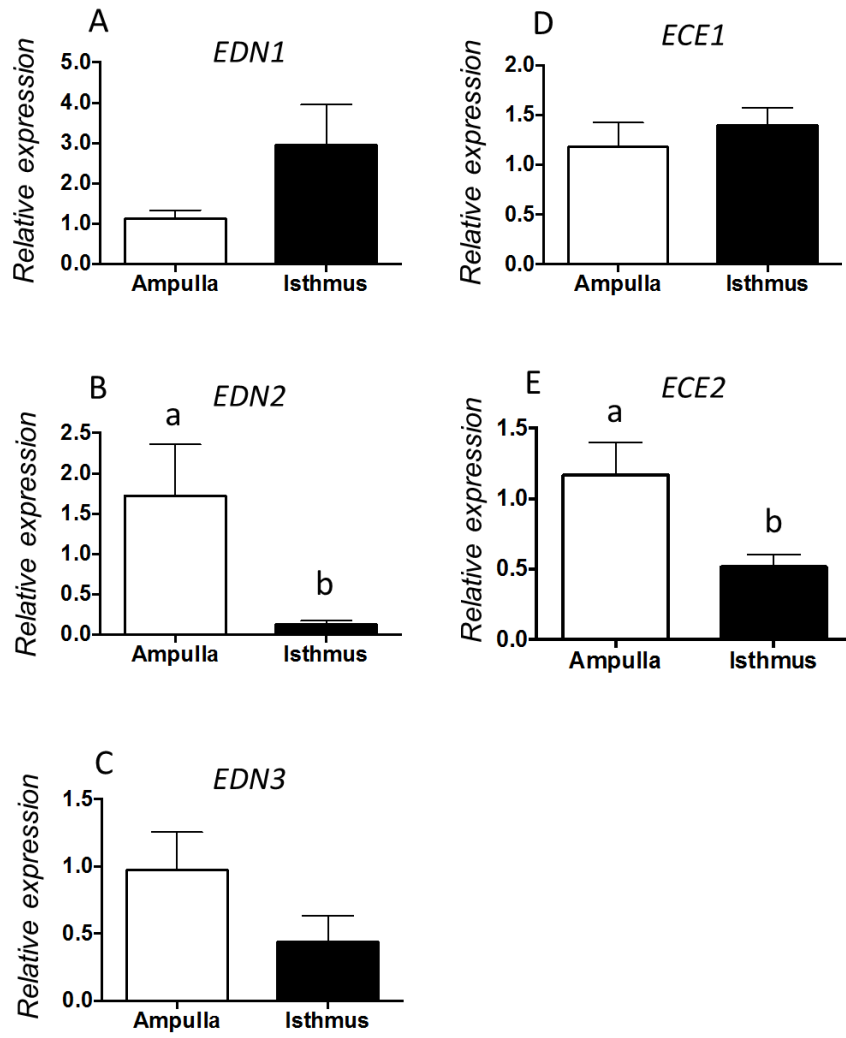 A
EDN1
Relative expression
5.0
4.0
3.0
2.0
1.0
0.0
Ampulla Isthmus
D
ECE1
Relative expression
2.0
1.5
1.0
0.5
0.0
Ampulla Isthmus
B
EDN2
Relative expression
2.5
2.0
1.5
1.0
0.5
0.0
a
b
Ampulla Isthmus
E
ECE2
Relative expression
1.5
1.0
0.5
0.0
a
b
Ampulla Isthmus
C
EDN3
Relative expression
1.5
1.0
0.5
0.0
Ampulla Isthmus